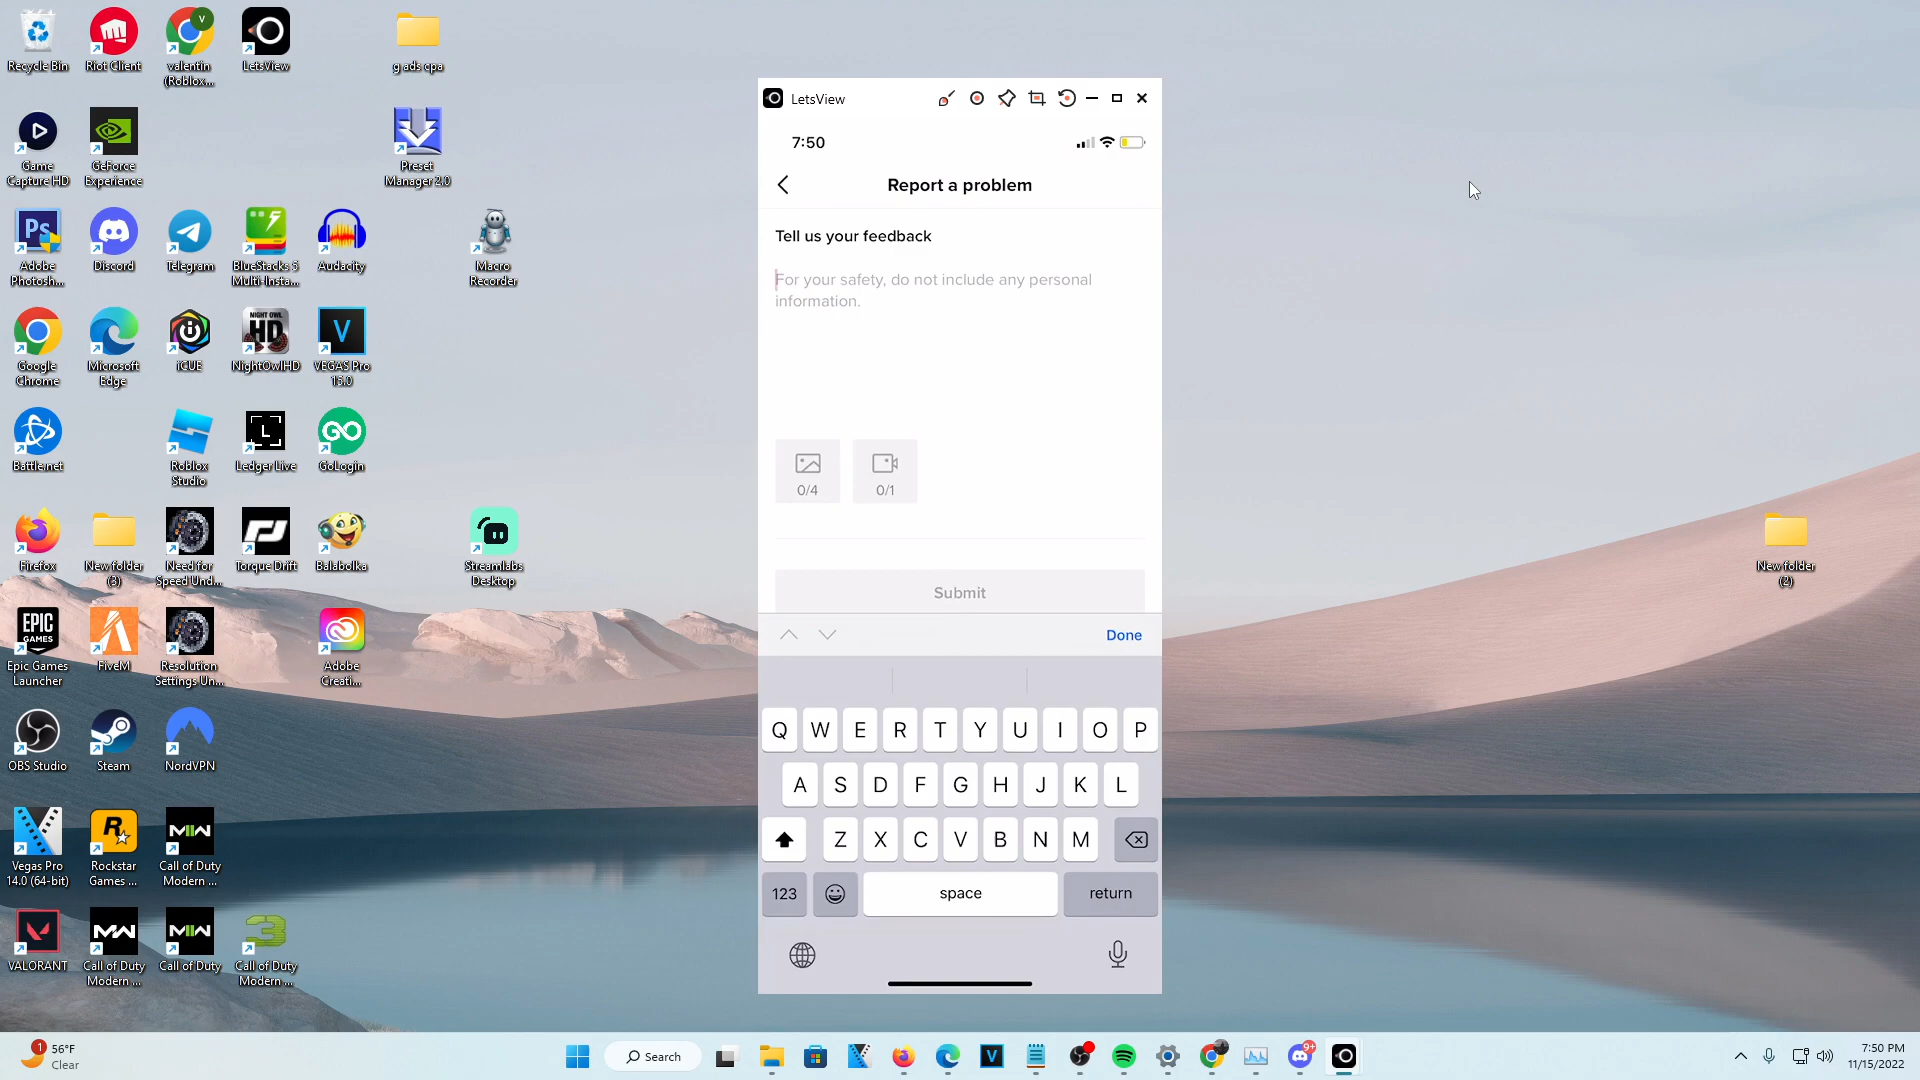 Recycle Bin
Riot Client
valentin
(Roblox...
LetsView
g ads cpa
Game
Capture HD
GeForce
Experience
Preset
Manager 2.0
Adobe
Photosh...
Discord
Telegram
BlueStacks 5
Multi-Insta...
Audacity
Macro
Recorder
Google
Chrome
Microsoft
Edge
iCUE
NightOwlHD
VEGAS Pro
15.0
Battle.net
Roblox
Studio
Ledger Live
GoLogin
Firefox
New folder
(3)
Need for
Speed Und...
Torque Drift
Balabolka
Streamlabs
Desktop
Epic Games
Launcher
FiveM
Resolution
Settings Un...
Adobe
Creati...
OBS Studio
Steam
NordVPN
Vegas Pro
14.0 (64-bit)
Rockstar
Games ...
Call of Duty
Modern ...
VALORANT
Call of Duty
Modern ...
Call of Duty
Call of Duty
Modern ...
New folder
(2)
LetsView
7:50
Report a problem
Tell us your feedback
For your safety, do not include any personal
information.
0/4 0/1
Submit
Done
Q W E R T Y U I O P
A S D F G H J K L
Z X C V B N M
123 space return
1 56°F
Clear
Search
9+
7:50 PM
11/15/2022